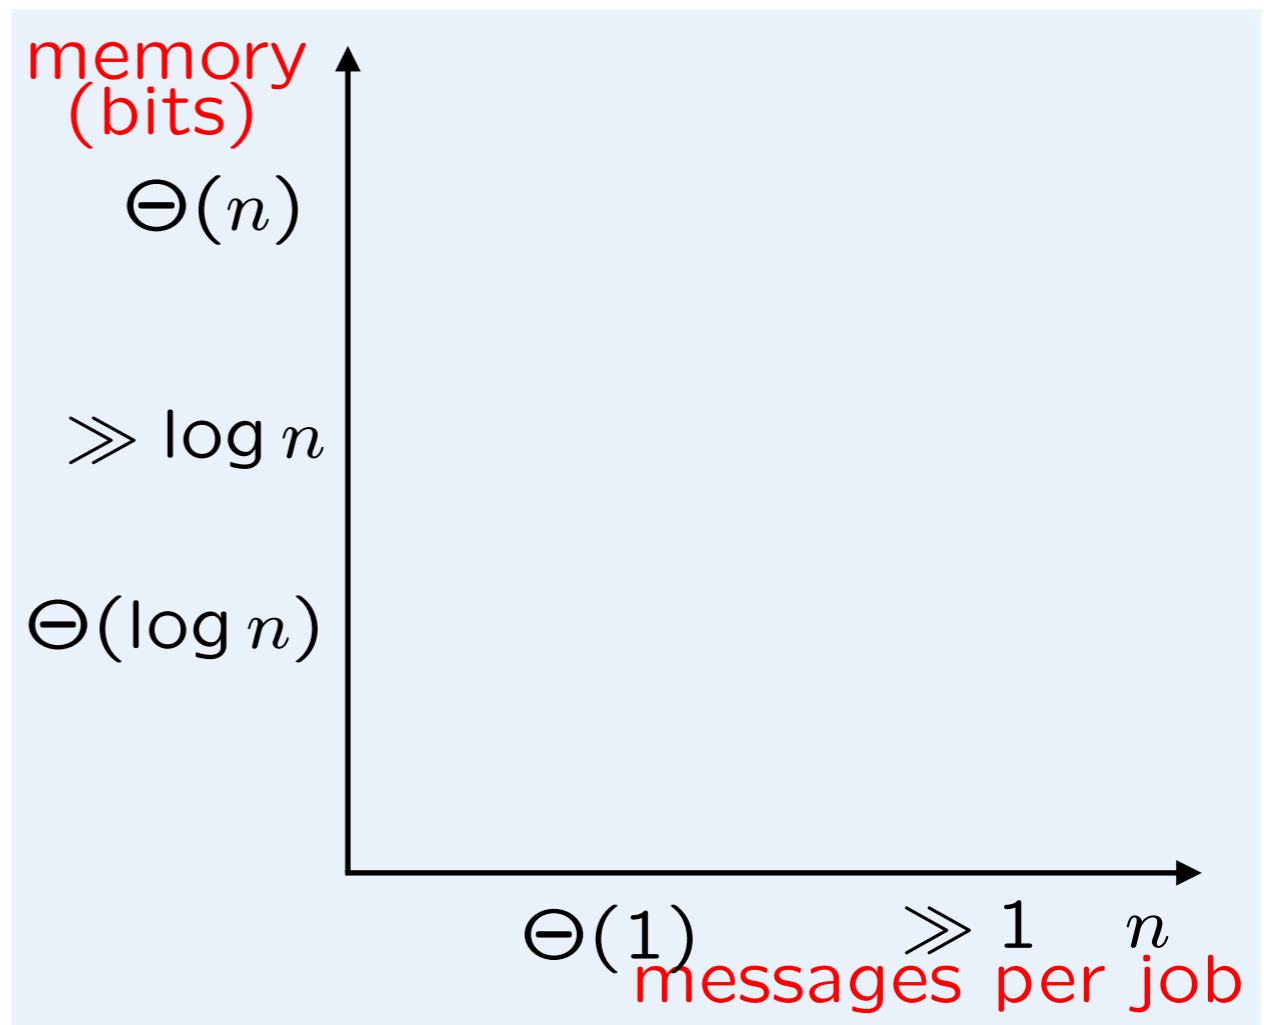 memory
(bits)
Θ(n)
≫ log n
Θ(log n)
Θ(1) ≫ 1 n
messages per job